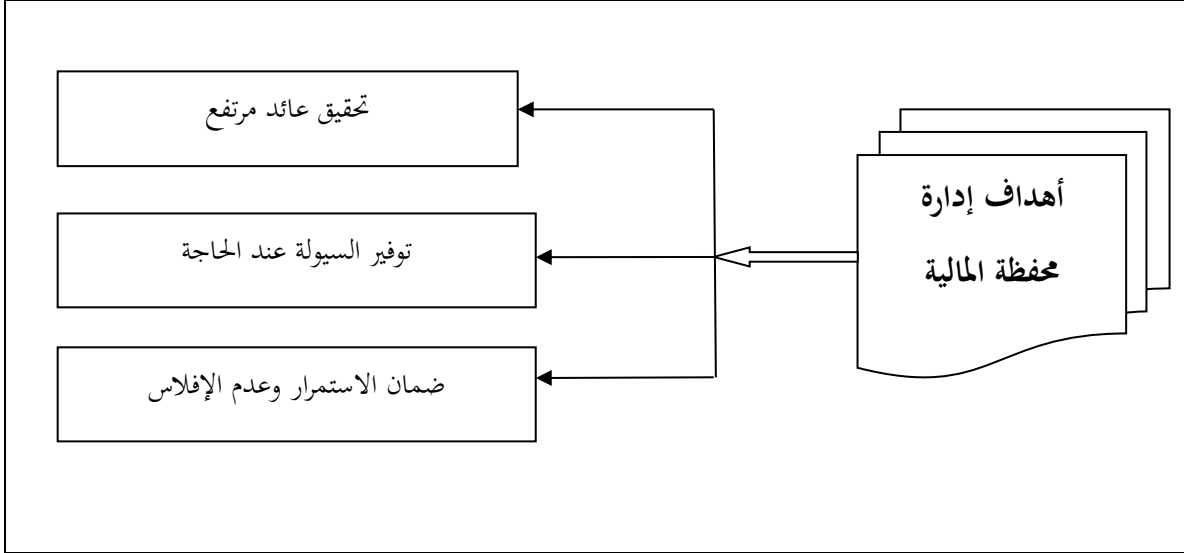 أهداف إدارة
محفظة المالية
تحقيق عائد مرتفع
توفير السيولة عند الحاجة
ضمان الاستمرار وعدم الإفلاس